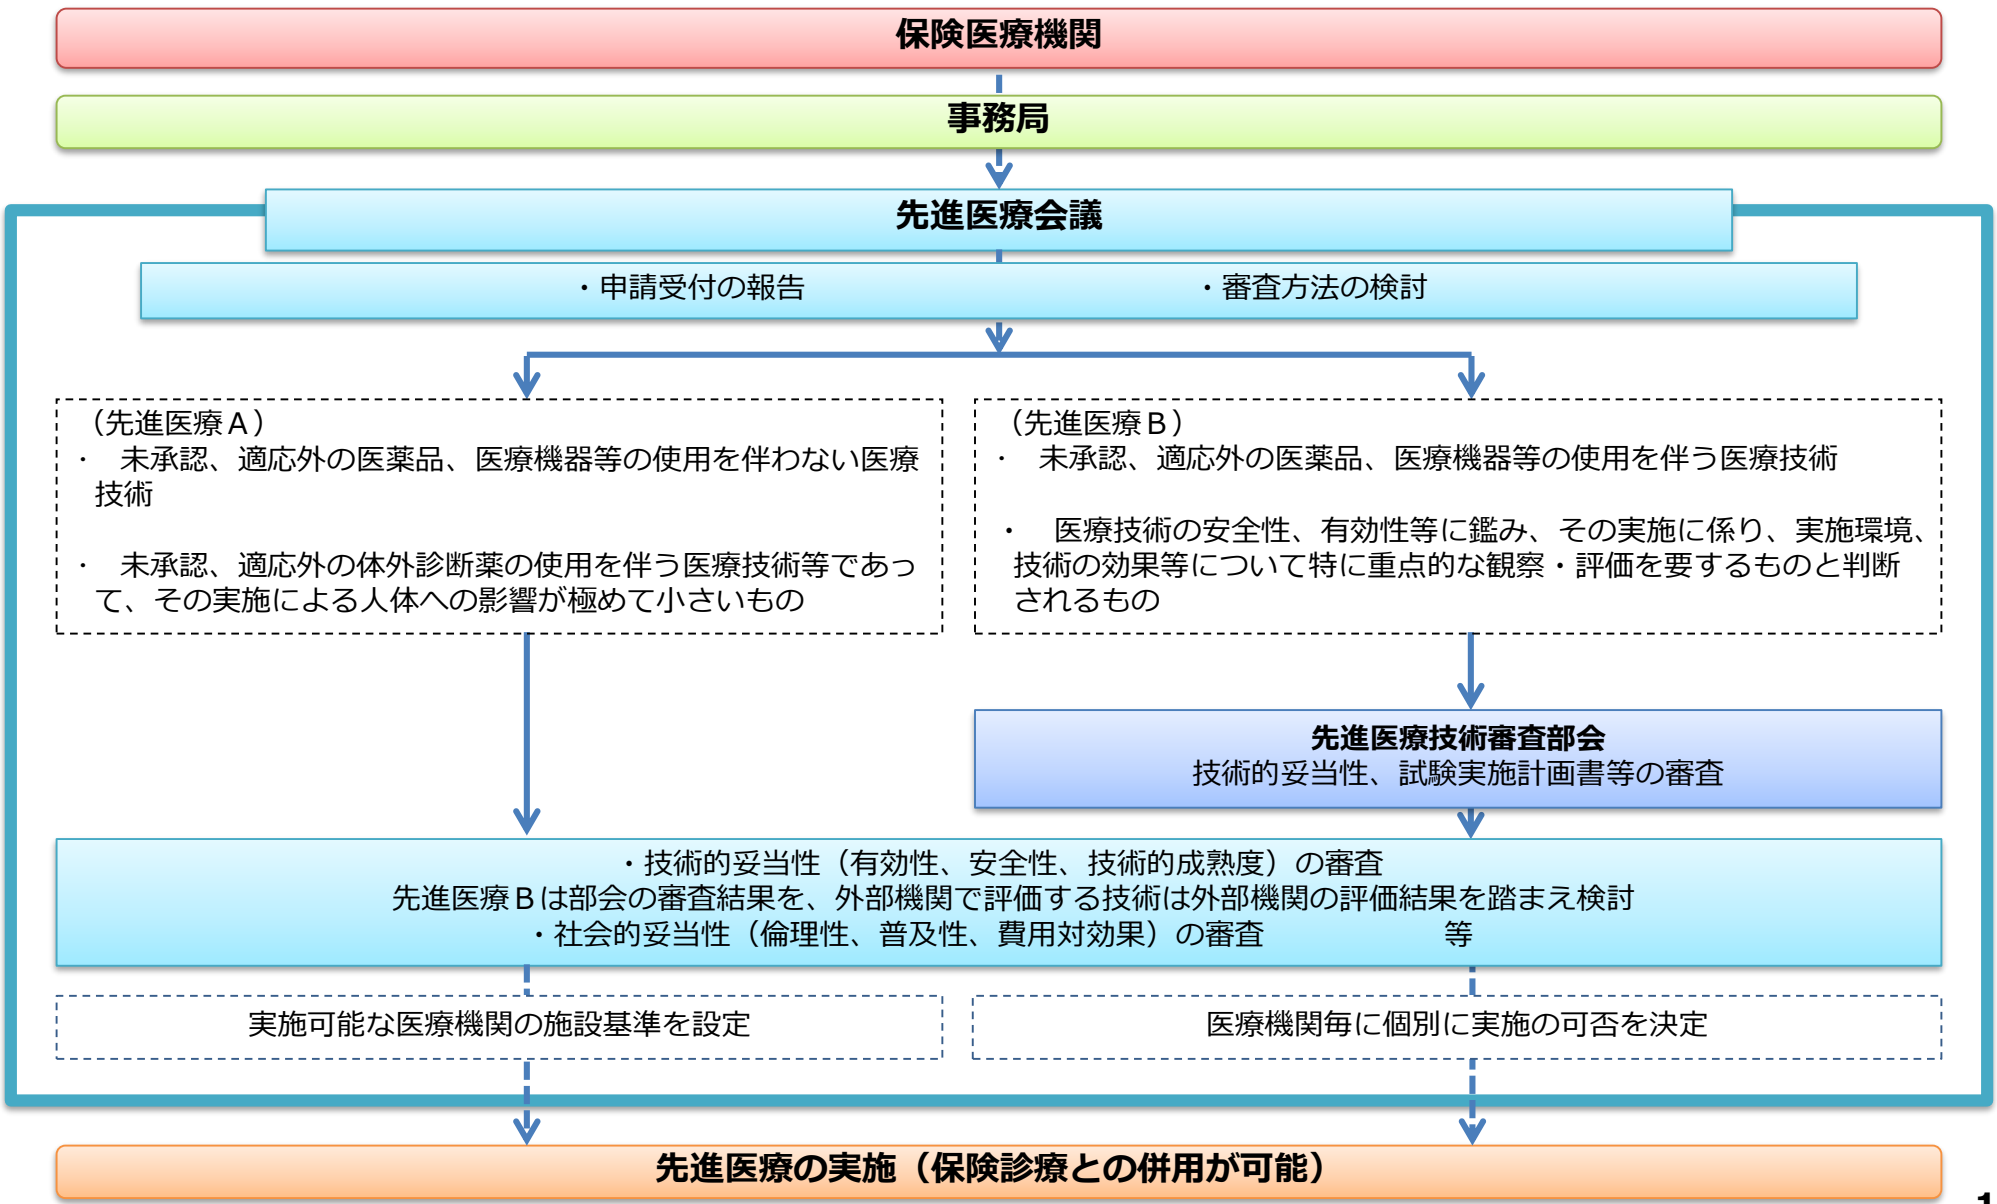 保険医療機関
事務局
先進医療会議
・申請受付の報告　・審査方法の検討
（先進医療Ａ）
・　未承認、適応外の医薬品、医療機器等の使用を伴わない医療
技術
・　未承認、適応外の体外診断薬の使用を伴う医療技術等であっ
て、その実施による人体への影響が極めて小さいもの
（先進医療Ｂ）
・　未承認、適応外の医薬品、医療機器等の使用を伴う医療技術
・　医療技術の安全性、有効性等に鑑み、その実施に係り、実施環境、
技術の効果等について特に重点的な観察・評価を要するものと判断
されるもの
先進医療技術審査部会
技術的妥当性、試験実施計画書等の審査
・技術的妥当性（有効性、安全性、技術的成熟度）の審査
先進医療Ｂは部会の審査結果を、外部機関で評価する技術は外部機関の評価結果を踏まえ検討
・社会的妥当性（倫理性、普及性、費用対効果）の審査　等
実施可能な医療機関の施設基準を設定
医療機関毎に個別に実施の可否を決定
先進医療の実施（保険診療との併用が可能）